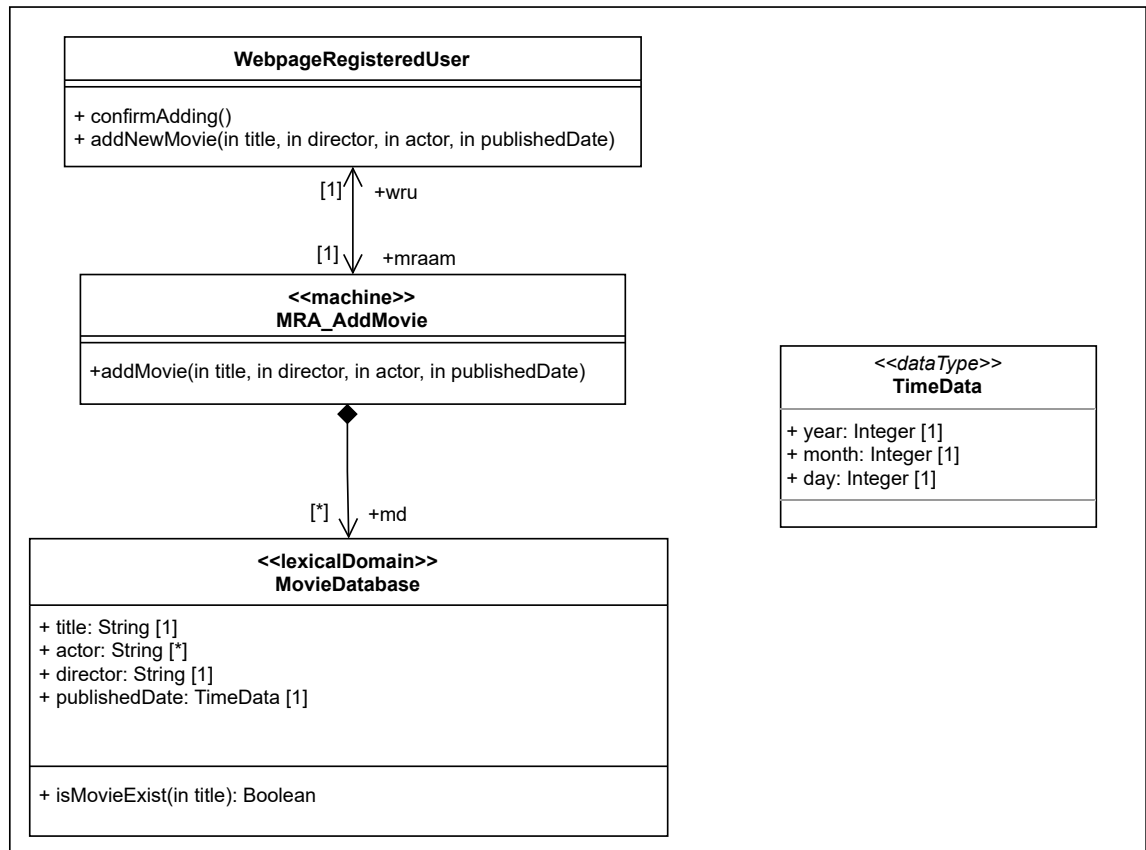 WebpageRegisteredUser
+ confirmAdding()
+ addNewMovie(in title, in director, in actor, in publishedDate)
[1] +wru
[1] +mraam
<<machine>>
MRA_AddMovie
+addMovie(in title, in director, in actor, in publishedDate)
<<dataType>>
TimeData
+ year: Integer [1]
+ month: Integer [1]
+ day: Integer [1]
[*] +md
<<lexicalDomain>>
MovieDatabase
+ title: String [1]
+ actor: String [*]
+ director: String [1]
+ publishedDate: TimeData [1]
+ isMovieExist(in title): Boolean